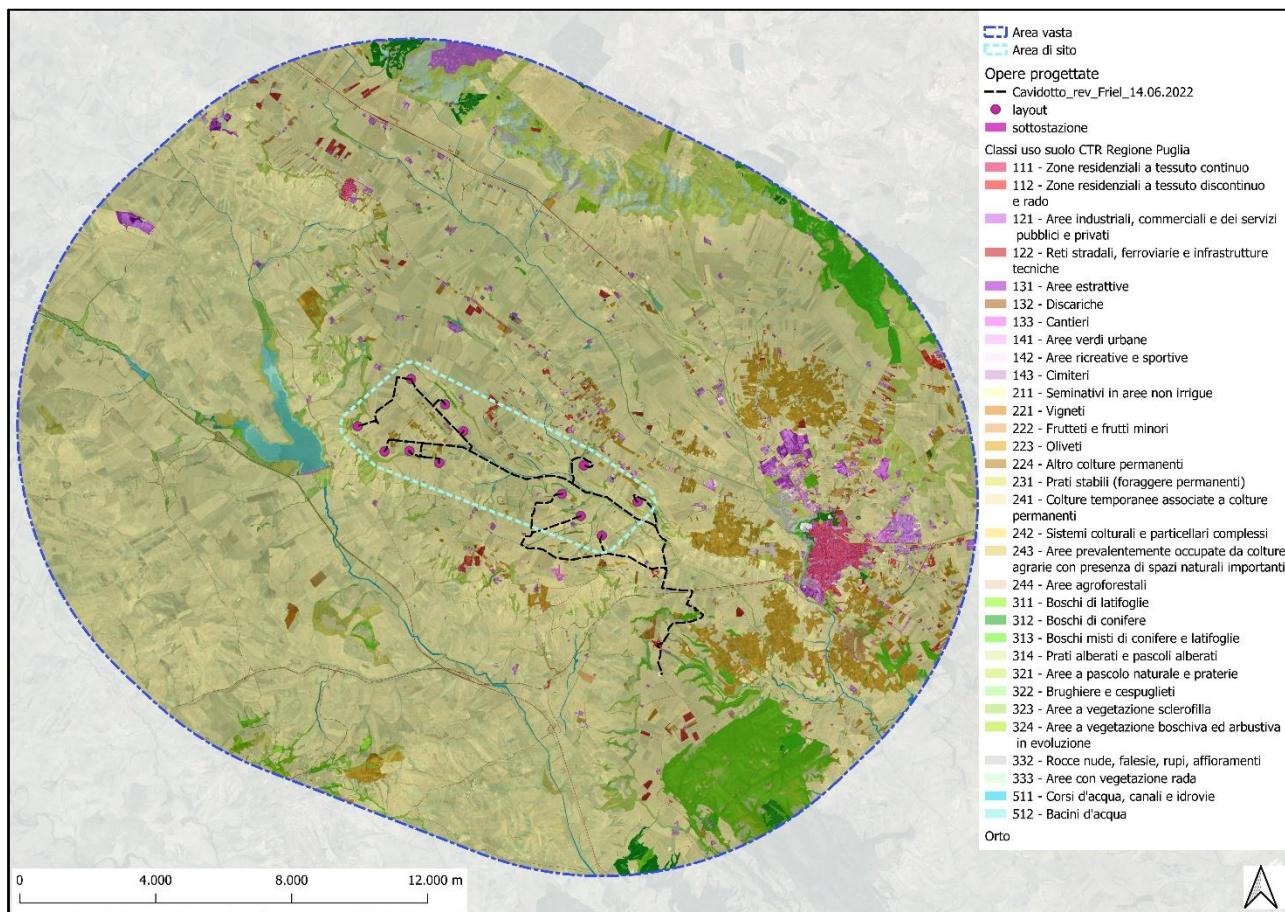 Area vasta
Area di sito
Opere progettate
Cavidotto_rev_Friel_14.06.2022
layout
sottostazione
Classi uso suolo CTR Regione Puglia
111 - Zone residenziali a tessuto continuo
112 - Zone residenziali a tessuto discontinuo
e rado
121 - Aree industriali, commerciali e dei servizi
pubblici e privati
122 - Reti stradali, ferroviarie e infrastrutture
tecniche
131 - Aree estrattive
132 - Discariche
133 - Cantieri
141 - Aree verdi urbane
142 - Aree ricreative e sportive
143 - Cimiteri
211 - Seminativi in aree non irrigue
221 - Vigneti
222 - Frutteti e frutti minori
223 - Oliveti
224 - Altro colture permanenti
231 - Prati stabili (foraggere permanenti)
241 - Colture temporanee associate a colture
permanenti
242 - Sistemi colturali e particellari complessi
243 - Aree prevalentemente occupate da colture
agrarie con presenza di spazi naturali importanti
244 - Aree agroforestali
311 - Boschi di latifoglie
312 - Boschi di conifere
313 - Boschi misti di conifere e latifoglie
314 - Prati alberati e pascoli alberati
321 - Aree a pascolo naturale e praterie
322 - Brughiere e cespuglieti
323 - Aree a vegetazione sclerofilla
324 - Aree a vegetazione boschiva ed arbustiva
in evoluzione
332 - Rocce nude, falesie, rupi, affioramenti
333 - Aree con vegetazione rada
511 - Corsi d'acqua, canali e idrovie
512 - Bacini d'acqua
Orto
0 4.000 8.000 12.000 m